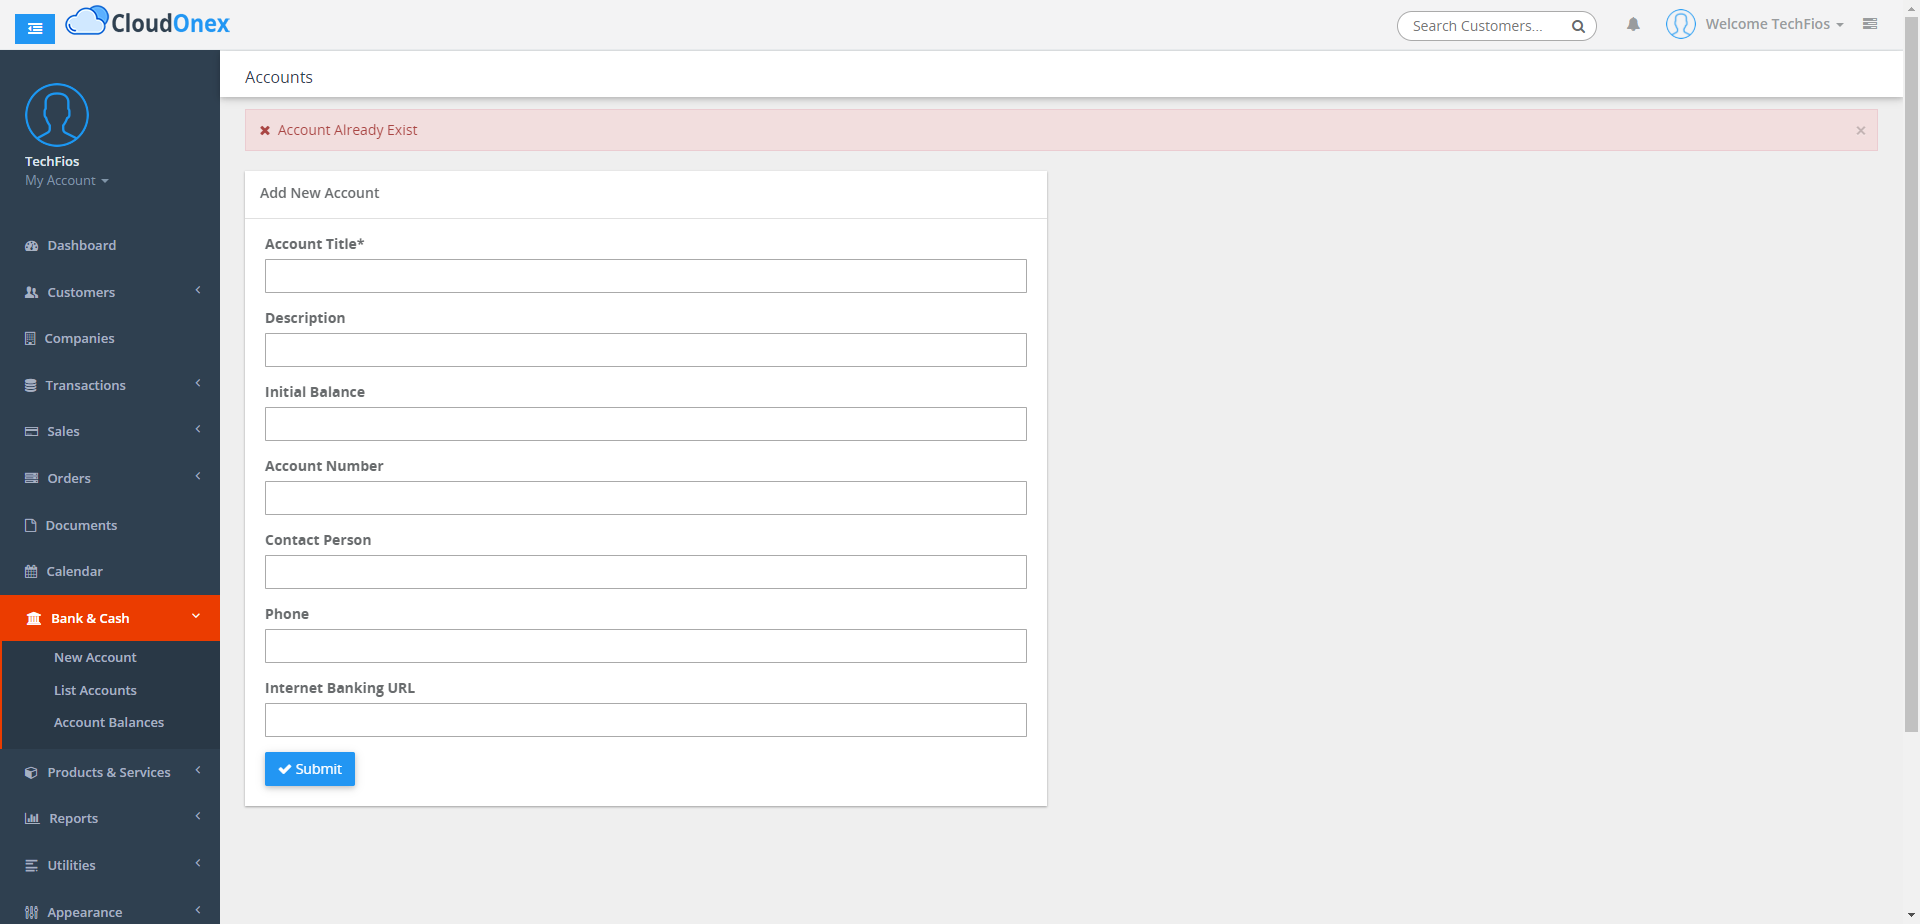 CloudOnex
Search Customers...
Welcome TechFios
TechFios
My Account
Dashboard
Customers
Companies
Transactions
Sales
Orders
Documents
Calendar
Bank & Cash
New Account
List Accounts
Account Balances
Products & Services
Reports
Utilities
Appearance
Accounts
Account Already Exist
×
Add New Account
Account Title*
Description
Initial Balance
Account Number
Contact Person
Phone
Internet Banking URL
Submit